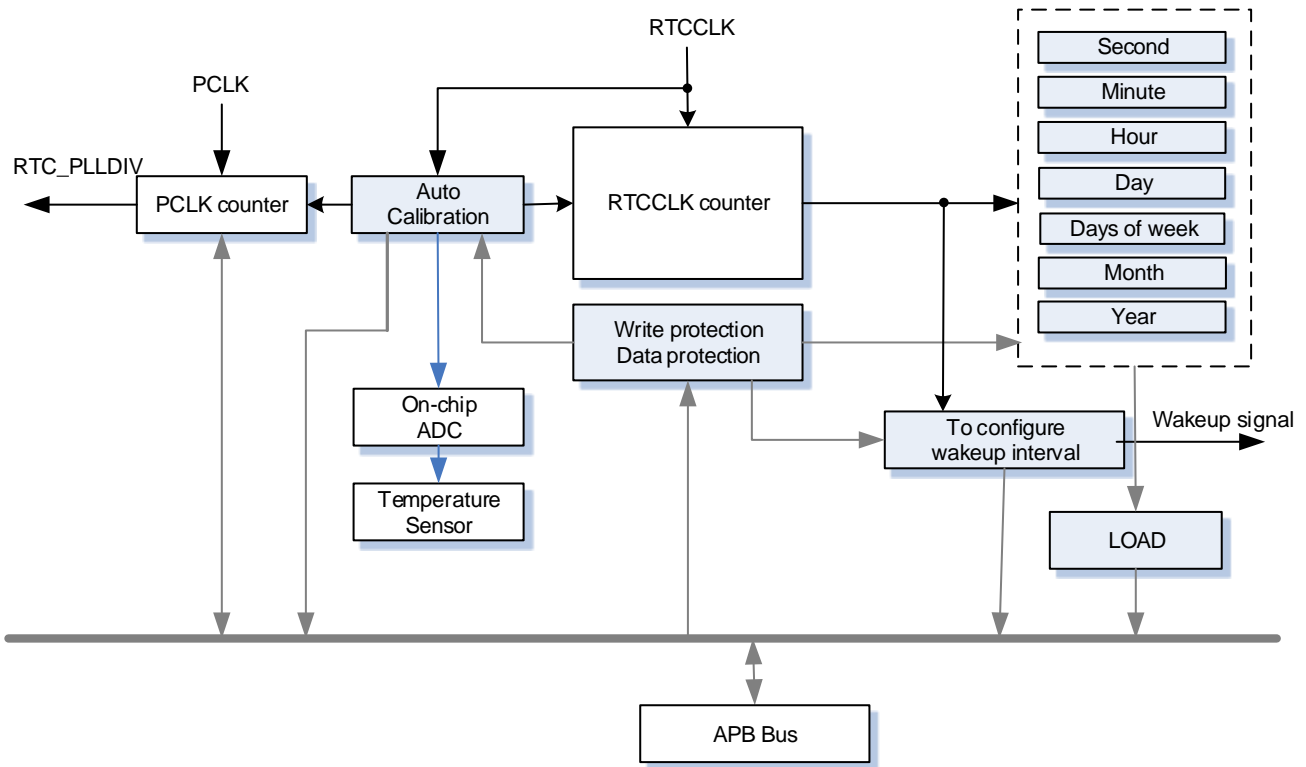 RTCCLK
PCLK
RTC_PLLDIV
PCLK counter
Auto
Calibration
RTCCLK counter
Second
Minute
Hour
Day
Days of week
Month
Year
Write protection
Data protection
On-chip
ADC
Temperature
Sensor
To configure
wakeup interval
Wakeup signal
LOAD
APB Bus